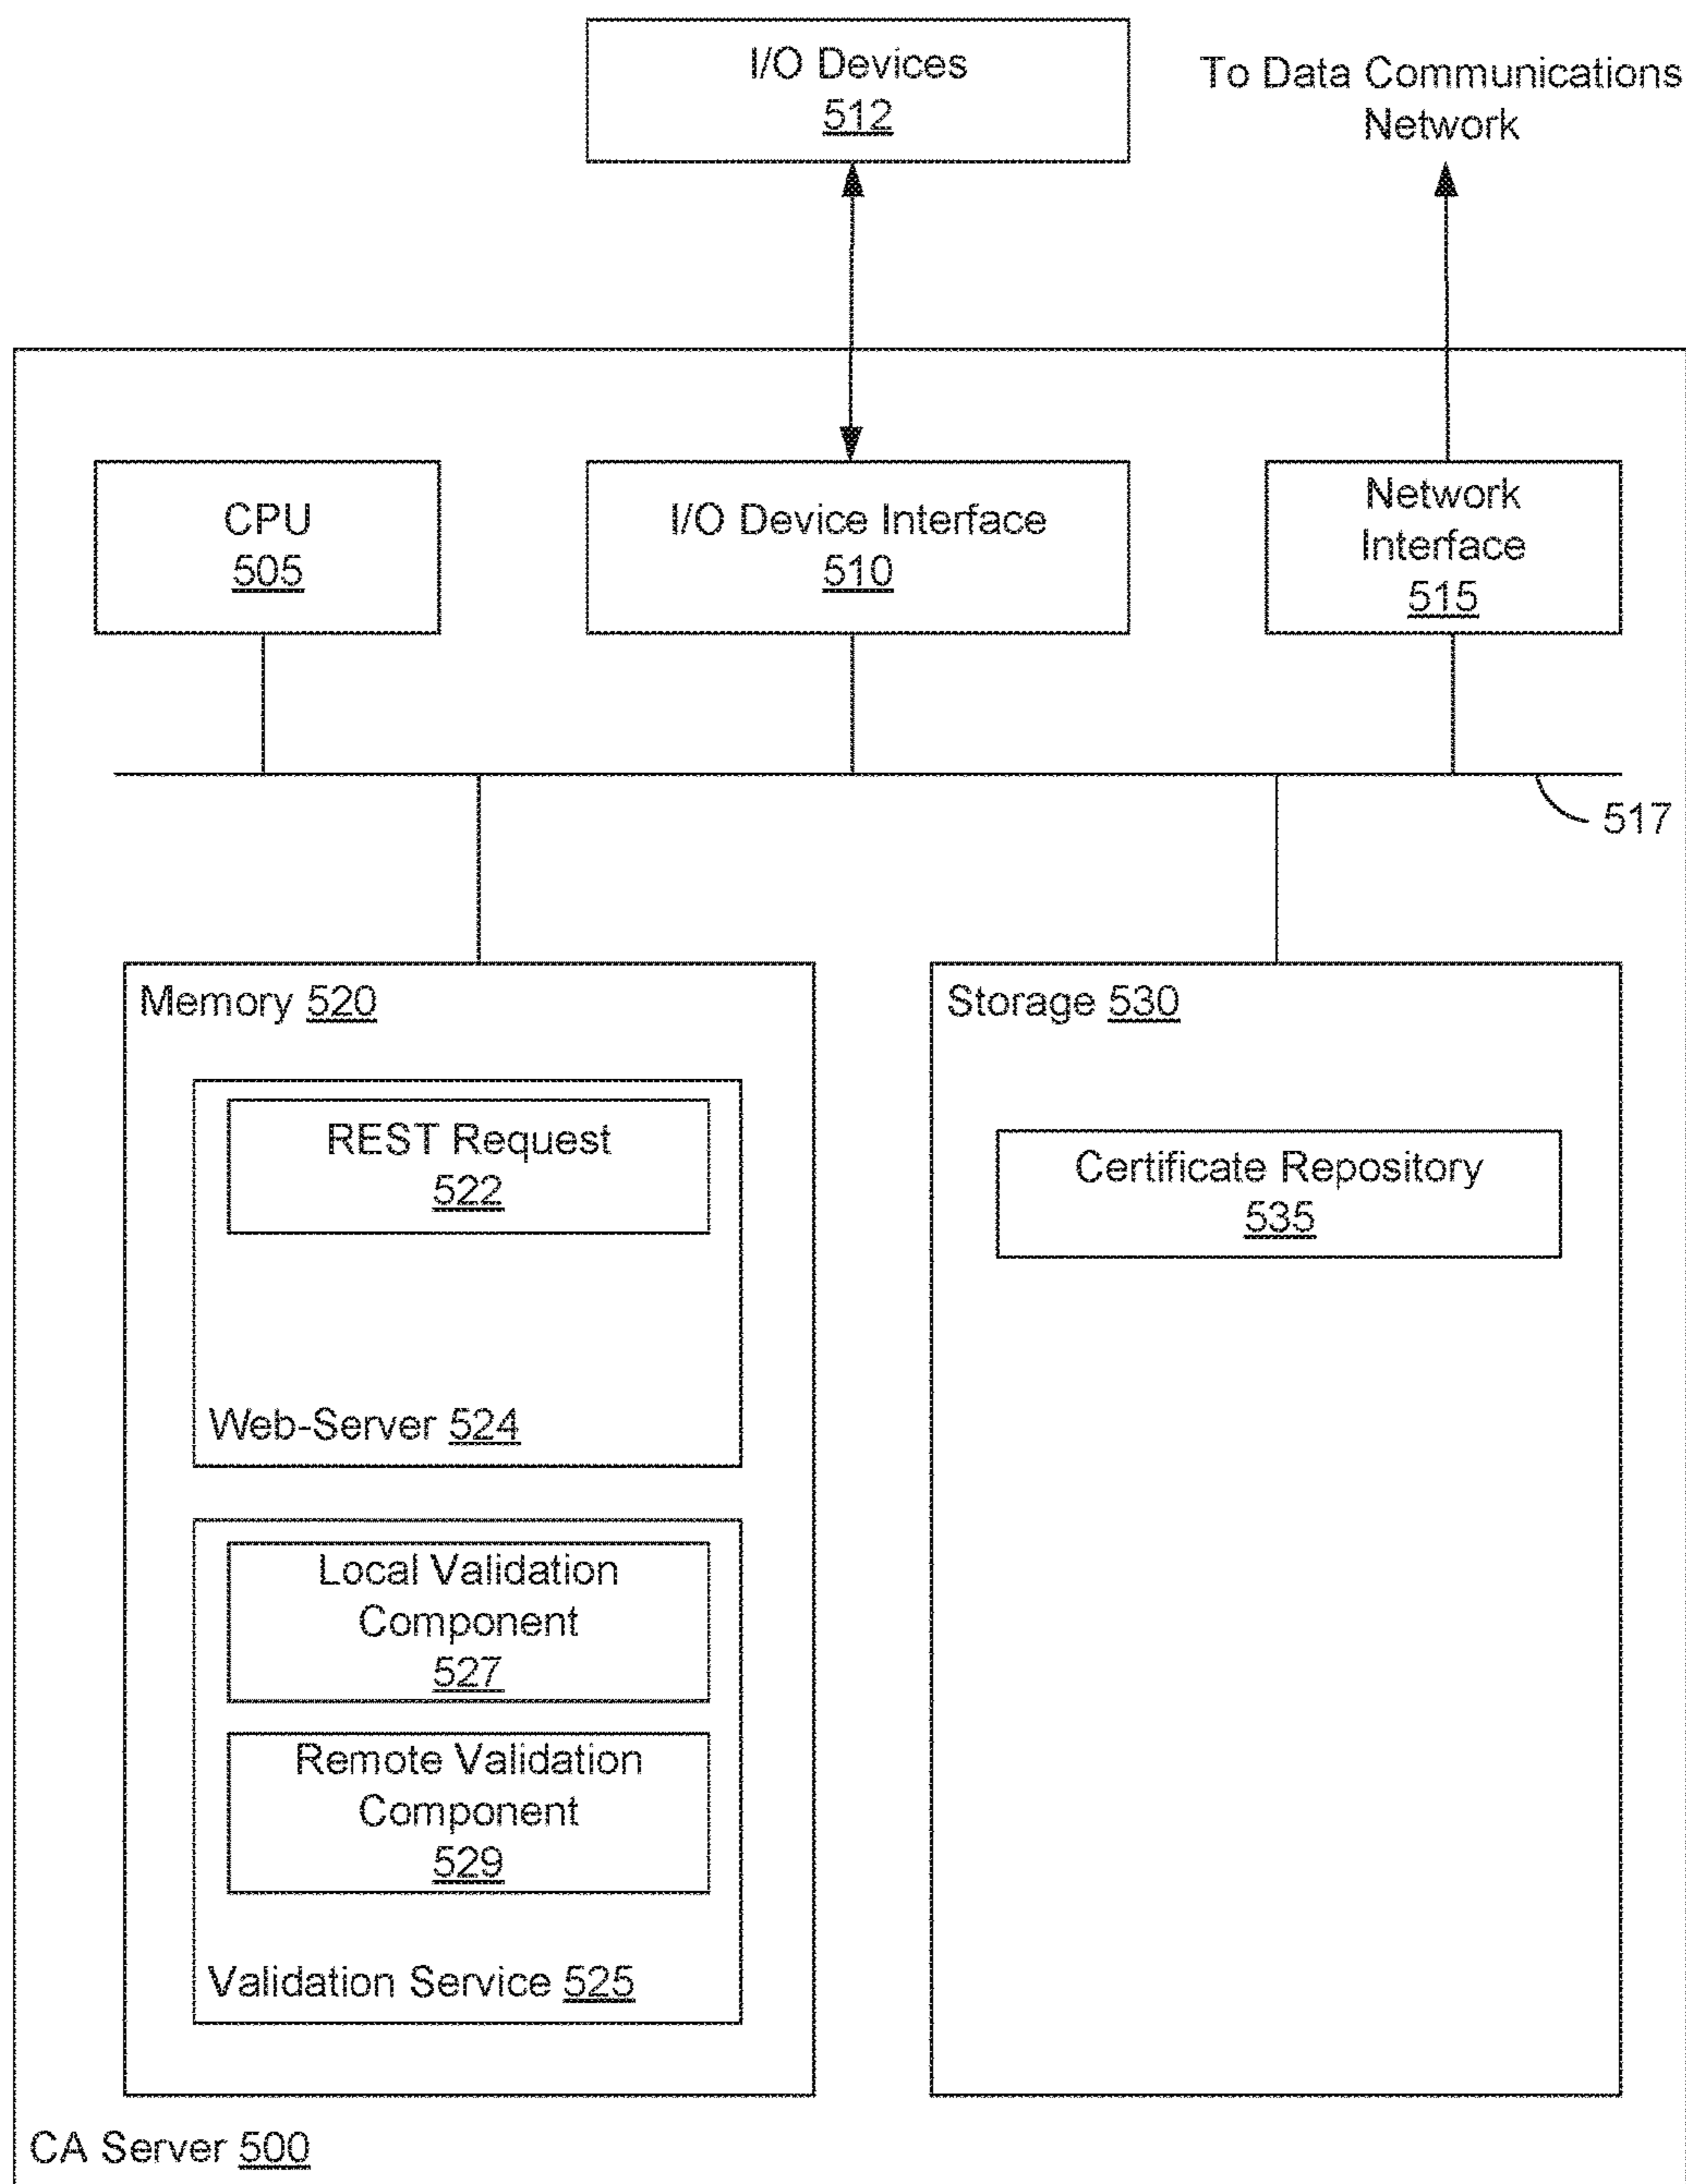 I/O Devices
512
To Data Communications
Network
CPU
505
I/O Device Interface
510
Network
Interface
515
517
Memory 520
REST Request
522
Web-Server 524
Local Validation
Component
527
Remote Validation
Component
529
Validation Service 525
Storage 530
Certificate Repository
535
CA Server 500